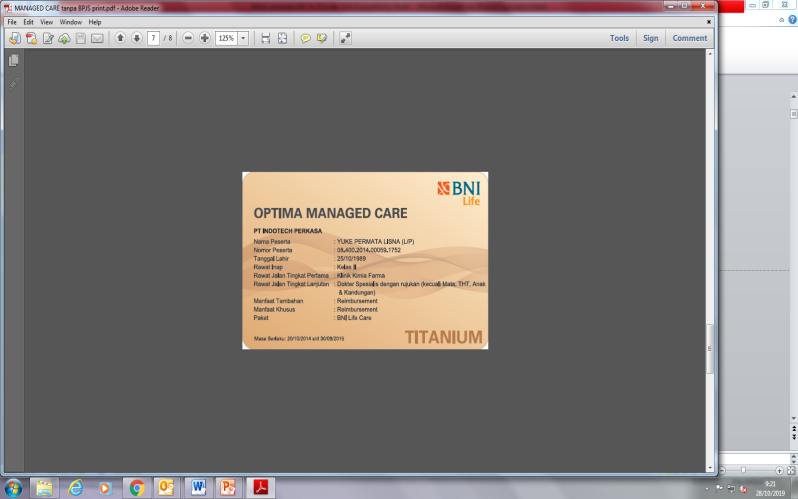 MANAGED CARE tanpa BPJS print.pdf - Adobe Reader
File Edit View Window Help
7 / 8 125% Tools Sign Comment
BNI
Life
OPTIMA MANAGED CARE
PT INDOTECH PERKASA
Nama Peserta : YUKE PERMATA LISNA (L/P)
Nomor Peserta : 08.400.2014.00059.1752
Tanggal Lahir : 25/10/1989
Rawat Inap : Kelas II
Rawat Jalan Tingkat Pertama : Klinik Kimia Farma
Rawat Jalan Tingkat Lanjutan : Dokter Spesialis dengan rujukan (kecuali Mata, THT, Anak
& Kandungan)
Manfaat Tambahan : Reimbursement
Manfaat Khusus : Reimbursement
Paket : BNI Life Care
Masa Berlaku: 20/10/2014 s/d 30/09/2015
TITANIUM
9:21
28/10/2019